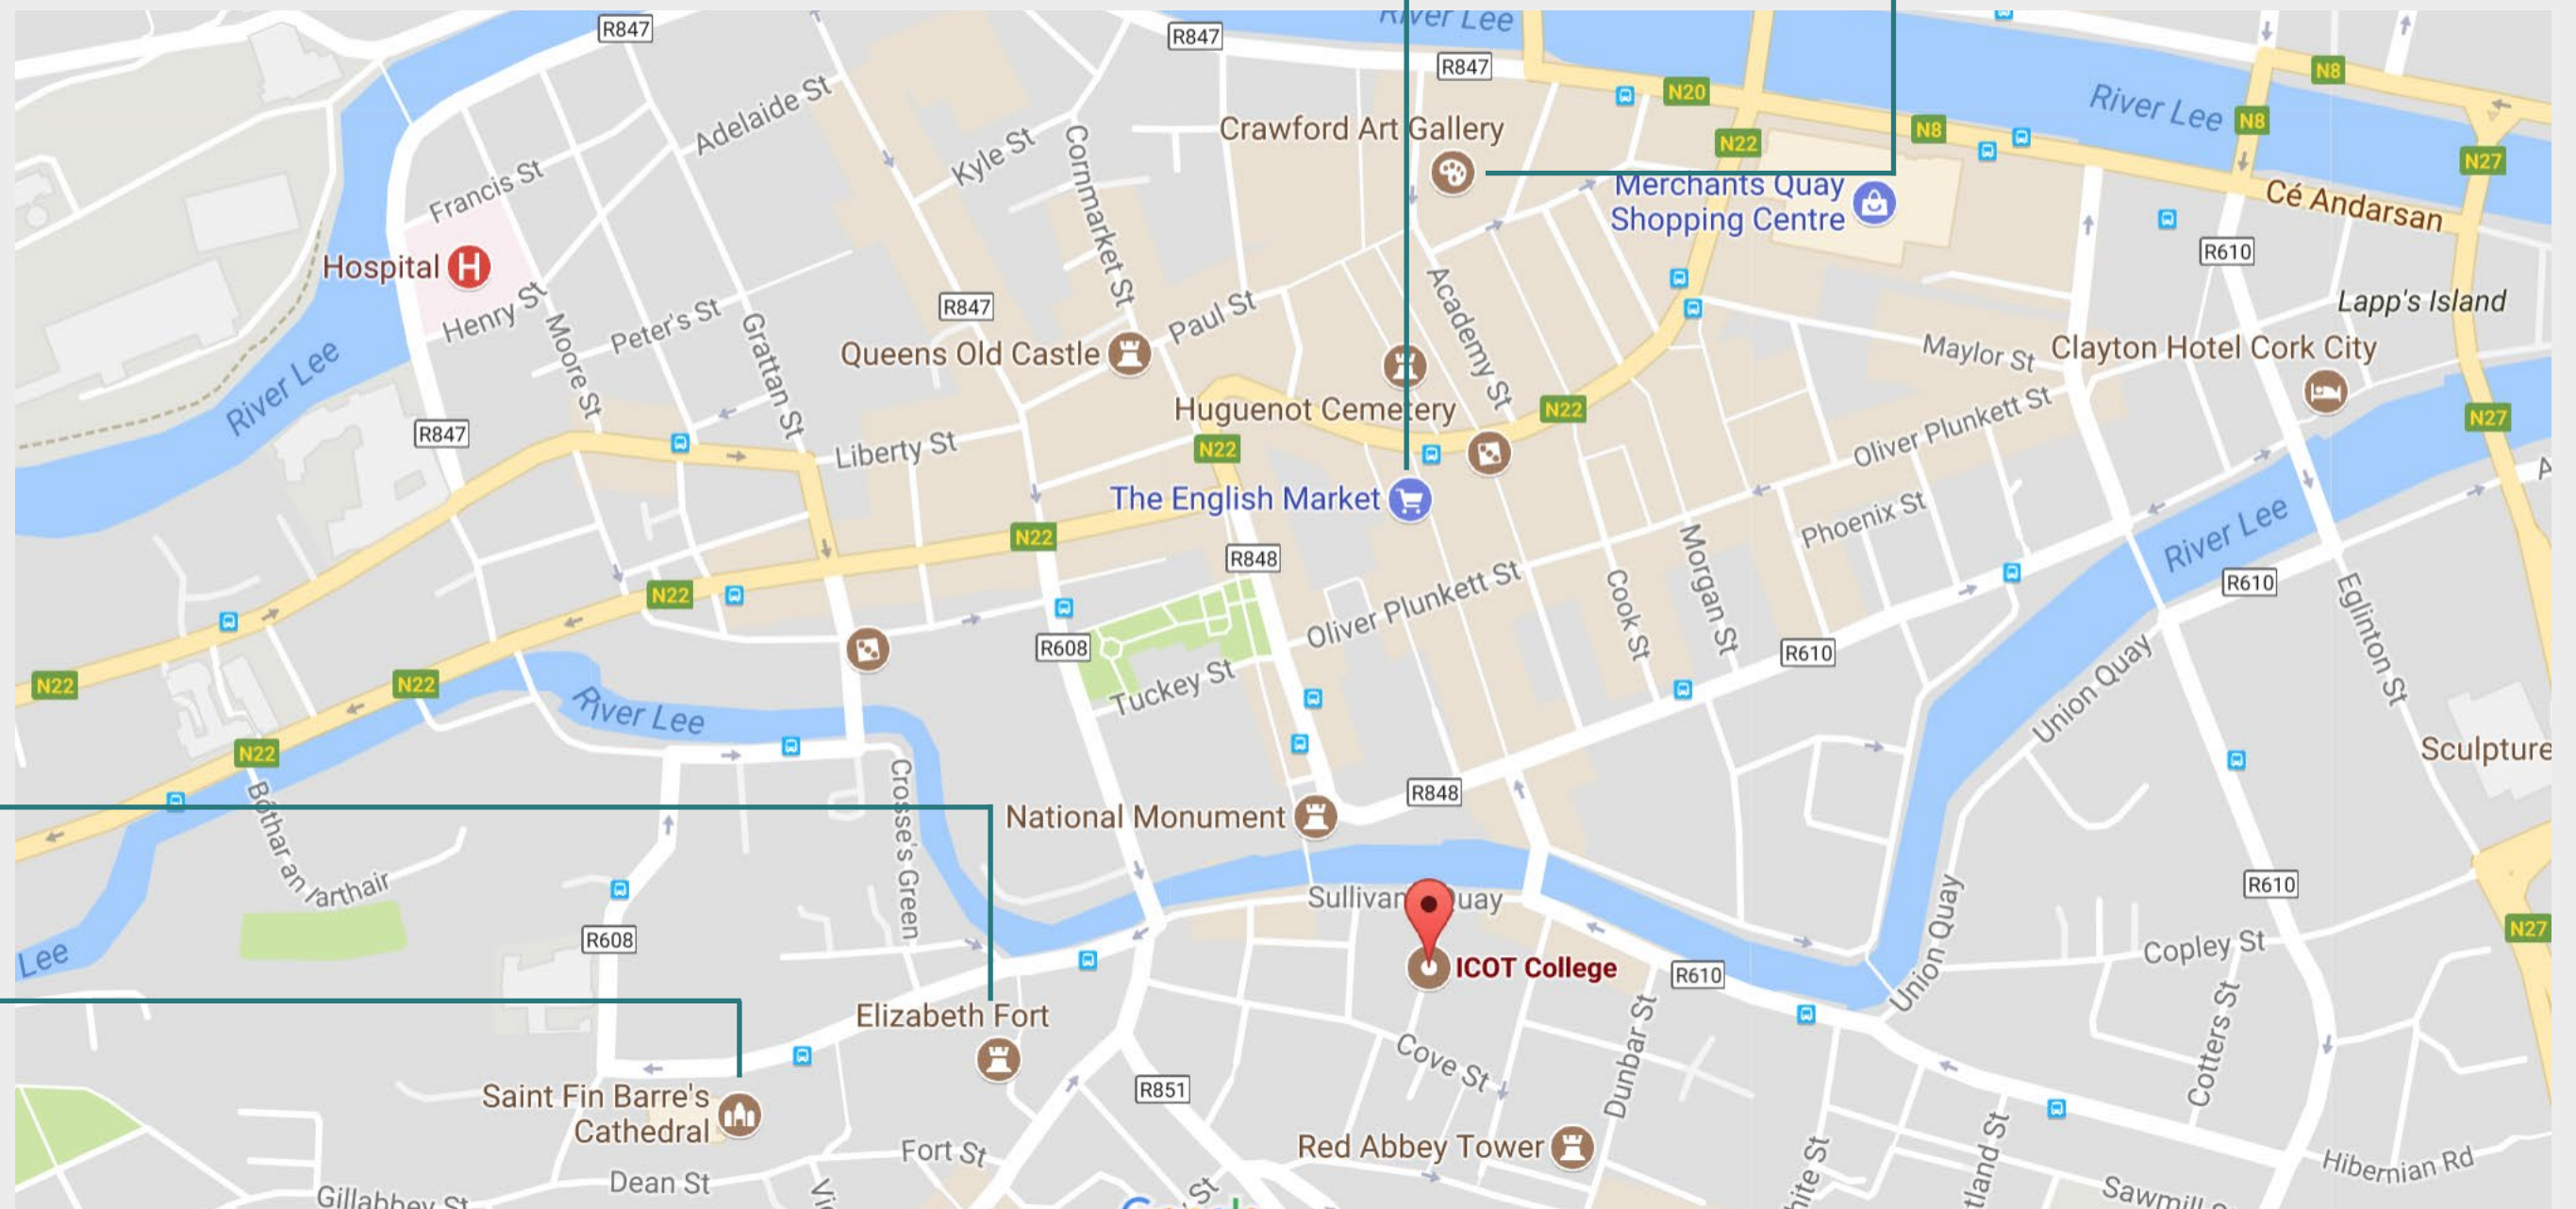 River Lee
R847
R847
R847
N20
N8
N8
N8
N22
N27
River Lee
Adelaide St
Crawford Art Gallery
Kyle St
Cornmarket St
Francis St
Merchants Quay
Shopping Centre
Cé Andarsan
R610
Hospital
Henry St
Moore St
Peter's St
Grattan St
R847
Paul St
Academy St
Lapp's Island
Queens Old Castle
Maylor St
Clayton Hotel Cork City
River Lee
R847
Huguenot Cemetery
N22
N27
Liberty St
N22
Oliver Plunkett St
The English Market
Phoenix St
N22
R848
Morgan St
River Lee
N22
Oliver Plunkett St
Cook St
R610
Eglinton St
R608
R610
Tuckey St
Union Quay
N22
N22
River Lee
N22
Sculpture
Bóthar an
Crosse's Green
National Monument
R848
Sullivan
uay
R610
Lee
R608
ICOT College
R610
Union Quay
Copley St
N27
Elizabeth Fort
Cove St
Dunbar St
Cotters St
Saint Fin Barre's
Cathedral
R851
Fort St
Red Abbey Tower
Dean St
Hibernian Rd
Gillabbey St
St
Sawmill